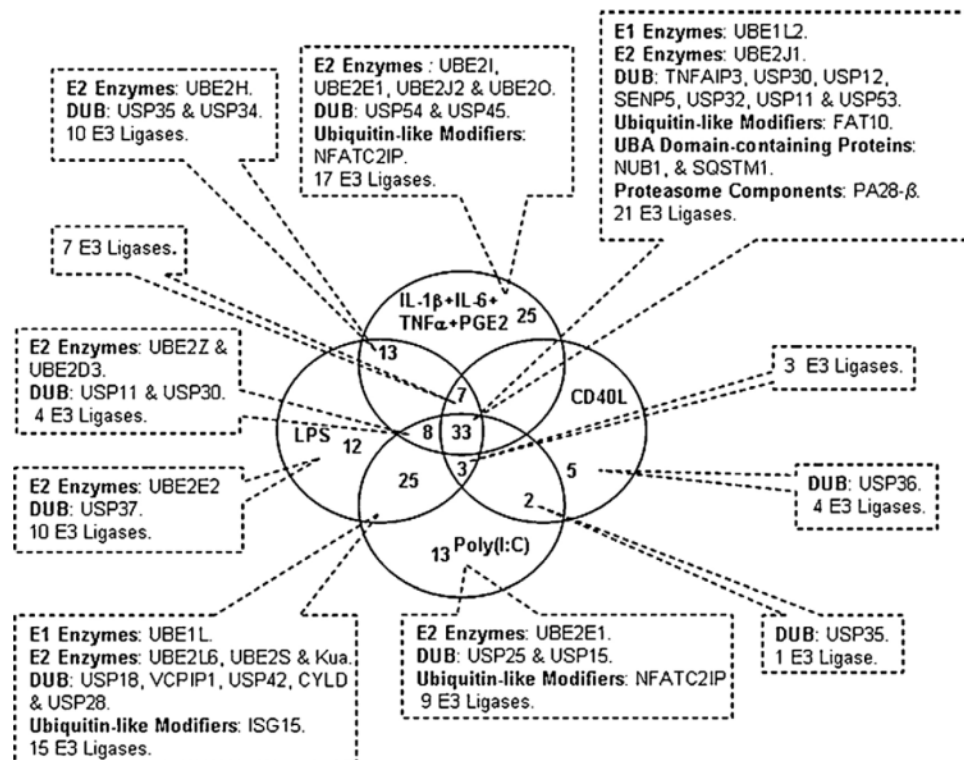 E2 Enzymes: UBE2H.
DUB: USP35 & USP34.
10 E3 Ligases.
E2 Enzymes : UBE2I,
UBE2E1, UBE2J2 & UBE2O.
DUB: USP54 & USP45.
Ubiquitin-like Modifiers:
NFATC2IP.
17 E3 Ligases.
E1 Enzymes: UBE1L2.
E2 Enzymes: UBE2J1.
DUB: TNFAIP3, USP30, USP12,
SENP5, USP32, USP11 & USP53.
Ubiquitin-like Modifiers: FAT10.
UBA Domain-containing Proteins:
NUB1, & SQSTM1.
Proteasome Components: PA28-β.
21 E3 Ligases.
7 E3 Ligases.
IL-1β+IL-6+
TNFα+PGE2
25
13
7
CD40L
3 E3 Ligases.
E2 Enzymes: UBE2Z &
UBE2D3.
DUB: USP11 & USP30.
4 E3 Ligases.
LPS
12
8
33
3
25
2
5
E2 Enzymes: UBE2E2
DUB: USP37.
10 E3 Ligases.
DUB: USP36.
4 E3 Ligases.
13
Poly(I:C)
E1 Enzymes: UBE1L.
E2 Enzymes: UBE2L6, UBE2S & Kua.
DUB: USP18, VCPIP1, USP42, CYLD
& USP28.
Ubiquitin-like Modifiers: ISG15.
15 E3 Ligases.
E2 Enzymes: UBE2E1.
DUB: USP25 & USP15.
Ubiquitin-like Modifiers: NFATC2IP
9 E3 Ligases.
DUB: USP35.
1 E3 Ligase.